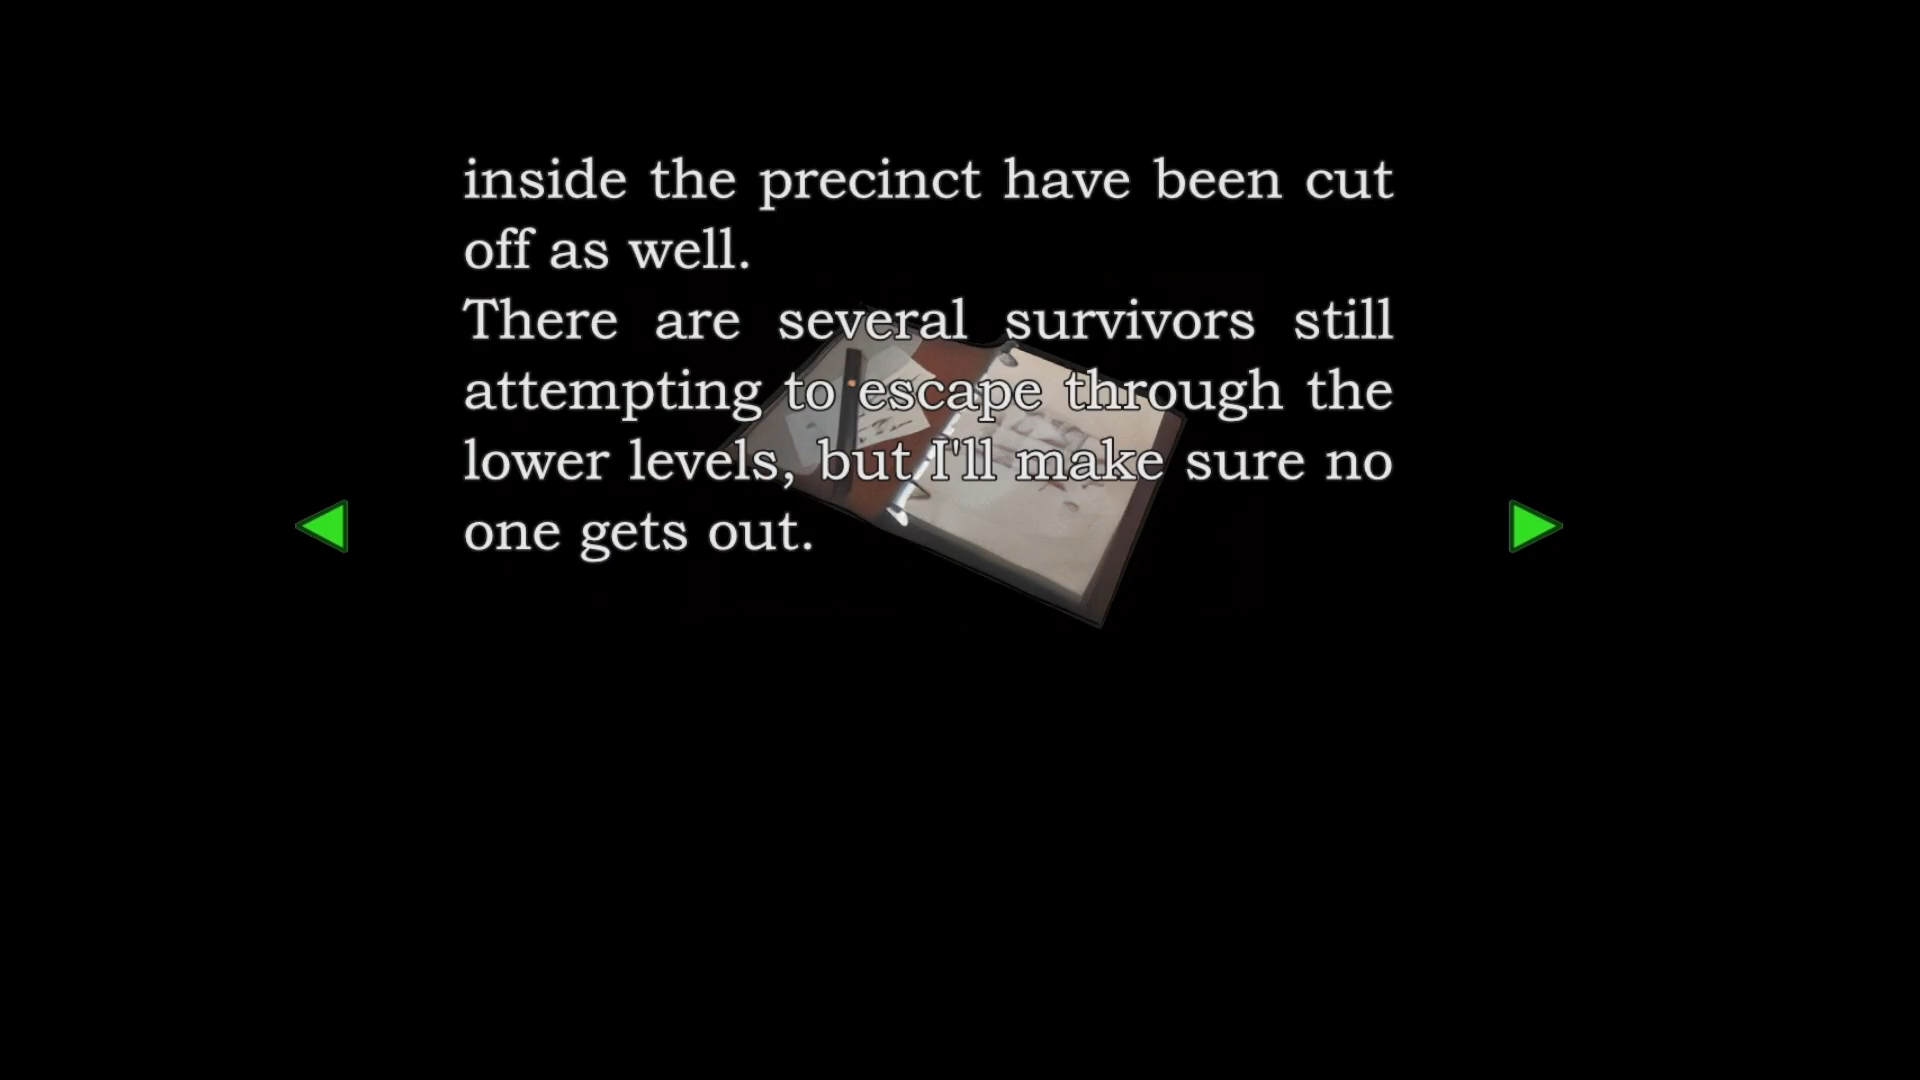 inside the precinct have been cut
off as well.
There are several survivors still
attempting to escape through the
lower levels, but I'll make sure no
one gets out.